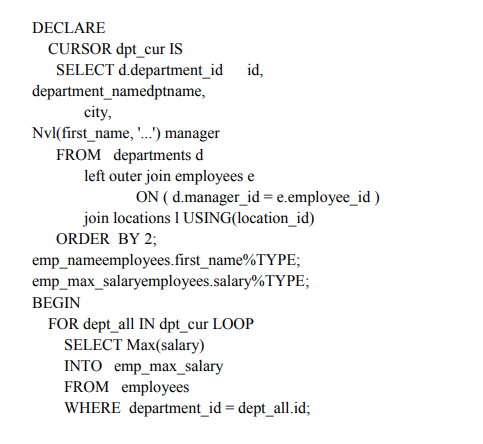 DECLARE
CURSOR dpt_cur IS
SELECT d.department_id id,
department_namedptname,
city,
Nvl(first_name, '...') manager
FROM departments d
left outer join employees e
ON ( d.manager_id = e.employee_id )
join locations l USING(location_id)
ORDER BY 2;
emp_nameemployees.first_name%TYPE;
emp_max_salaryemployees.salary%TYPE;
BEGIN
FOR dept_all IN dpt_cur LOOP
SELECT Max(salary)
INTO emp_max_salary
FROM employees
WHERE department_id = dept_all.id;